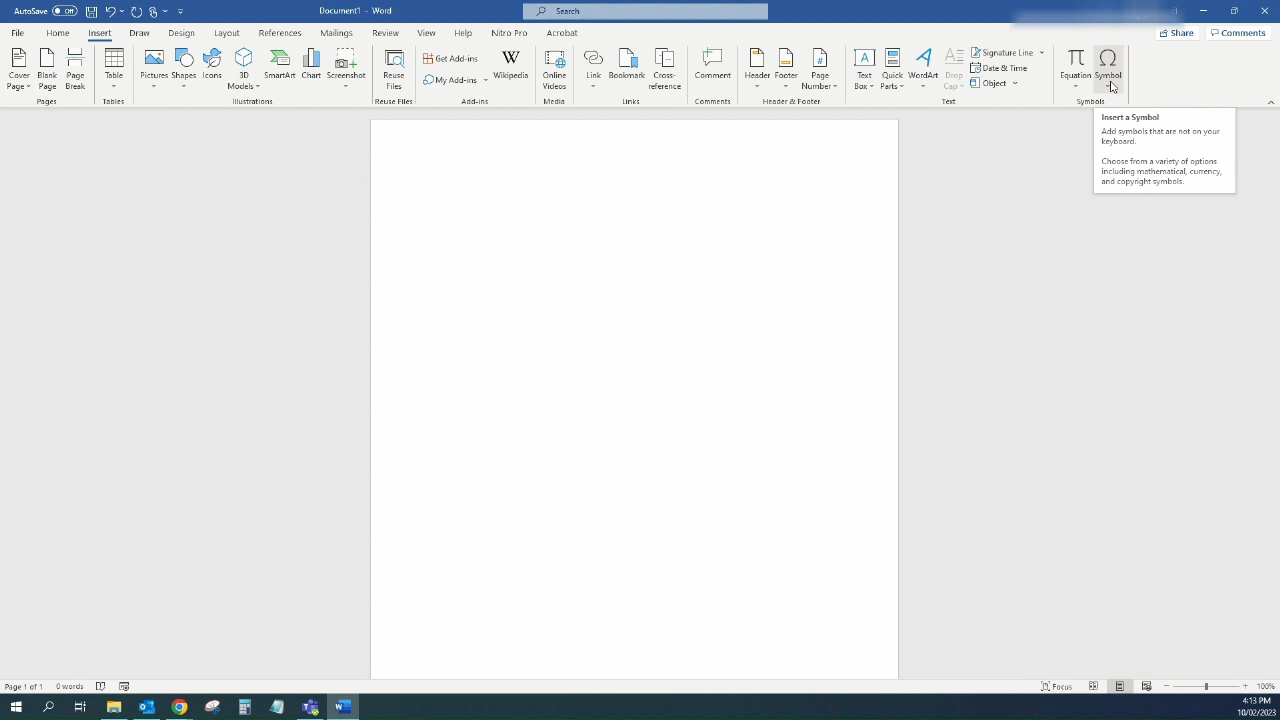 AutoSave Off Document1 - Word Search
File Home Insert Draw Design Layout References Mailings Review View Help Nitro Pro Acrobat Share Comments
Cover Page Blank Page Page Break
Pages
Table
Tables
Pictures Shapes Icons 3D Models SmartArt Chart Screenshot
Illustrations
Reuse Files
Reuse Files
Get Add-ins
My Add-ins
Wikipedia
Add-ins
Online Videos
Media
Link Bookmark Cross-reference
Links
Comment
Comments
Header Footer Page Number
Header & Footer
Text Box Quick Parts WordArt Drop Cap
Signature Line
Date & Time
Object
Text
Equation Symbol
Symbols
Insert a Symbol
Add symbols that are not on your
keyboard.
Choose from a variety of options
including mathematical, currency,
and copyright symbols.
Page 1 of 1 0 words Focus 100%
4:13 PM
10/02/2023